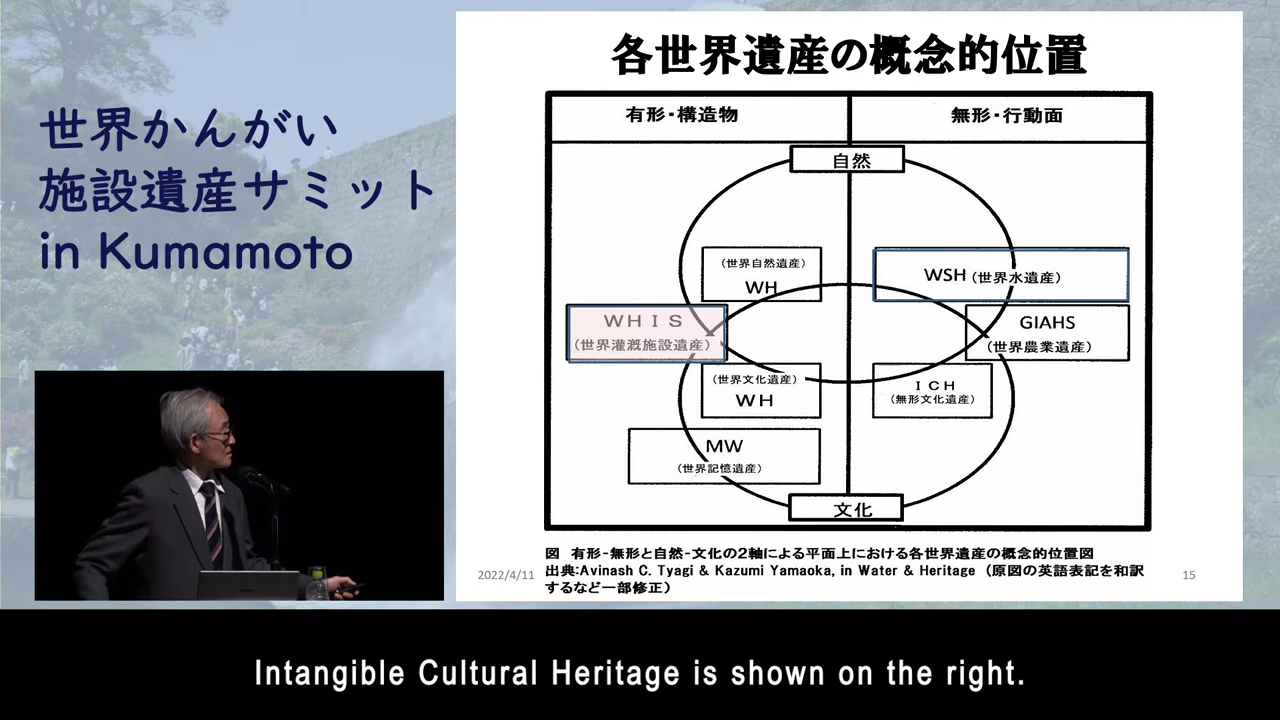 世界かんがい
施設遺産サミット
in Kumamoto
各世界遺産の概念的位置
有形・構造物
無形・行動面
自然
(世界自然遺産)
WH
WSH (世界水遺産)
WHIS
(世界灌漑施設遺産)
GIAHS
(世界農業遺産)
(世界文化遺産)
WH
ICH
(無形文化遺産)
MW
(世界記憶遺産)
文化
図 有形-無形と自然-文化の2軸による平面上における各世界遺産の概念的位置図
出典:Avinash C. Tyagi & Kazumi Yamaoka, in Water & Heritage (原図の英語表記を和訳
するなど一部修正)
2022/4/11
15
Intangible Cultural Heritage is shown on the right.